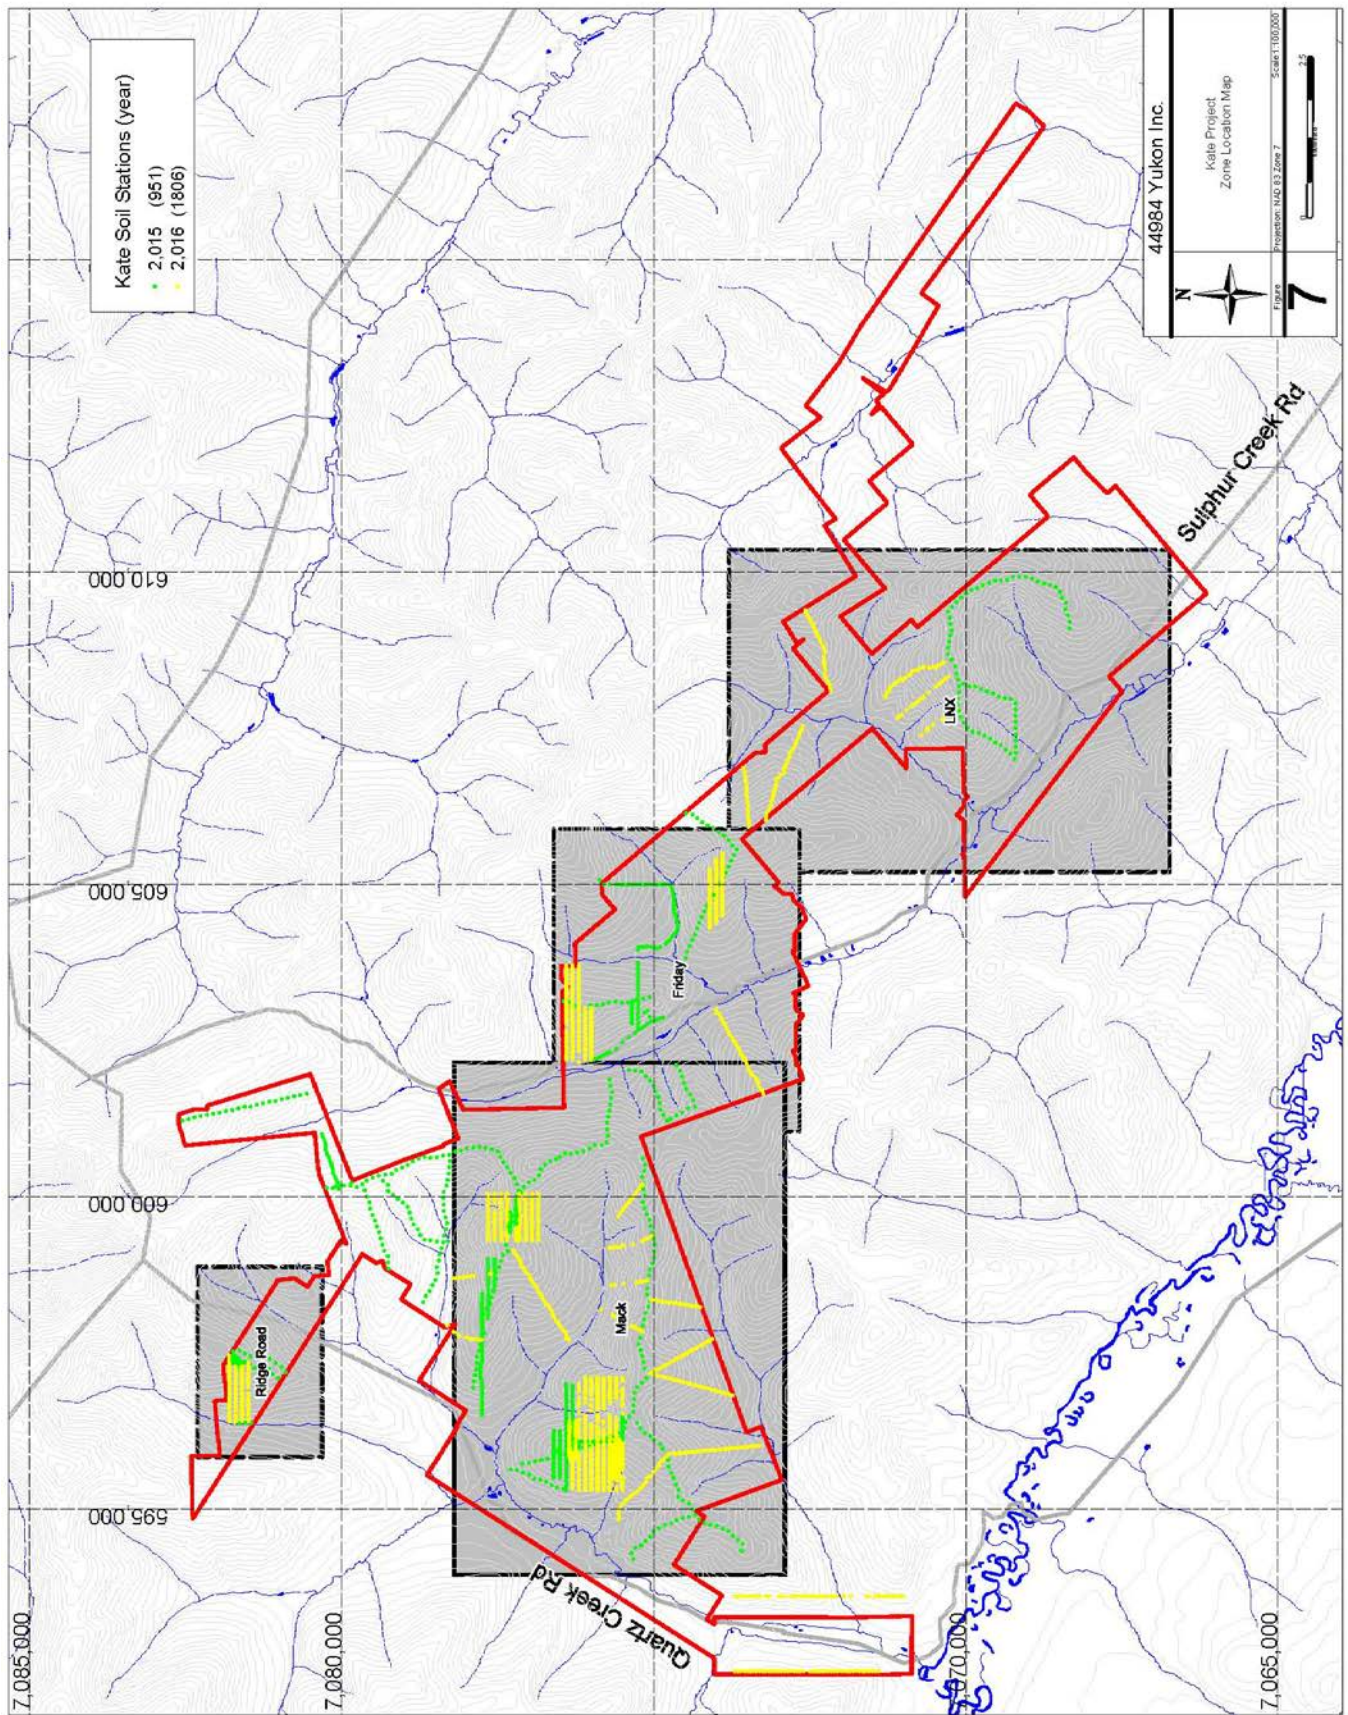 Kate Soil Stations (year)
2,015 (951)
2,016 (1806)
7,085,000
7,080,000
7,070,000
7,065,000
595,000
600,000
605,000
610,000
Ridge Road
Mack
Friday
LNX
Quartz Creek Rd
Sulphur Creek Rd
44984 Yukon Inc.
Kate Project
Zone Location Map
N
Figure
7
Projection: NAD 83 Zone 7
Scale 1:100,000
0
2.5